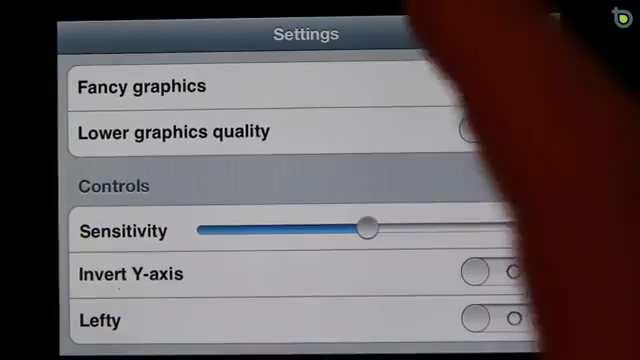 Settings
Fancy graphics
Lower graphics quality
Controls
Sensitivity
Invert Y-axis
Lefty